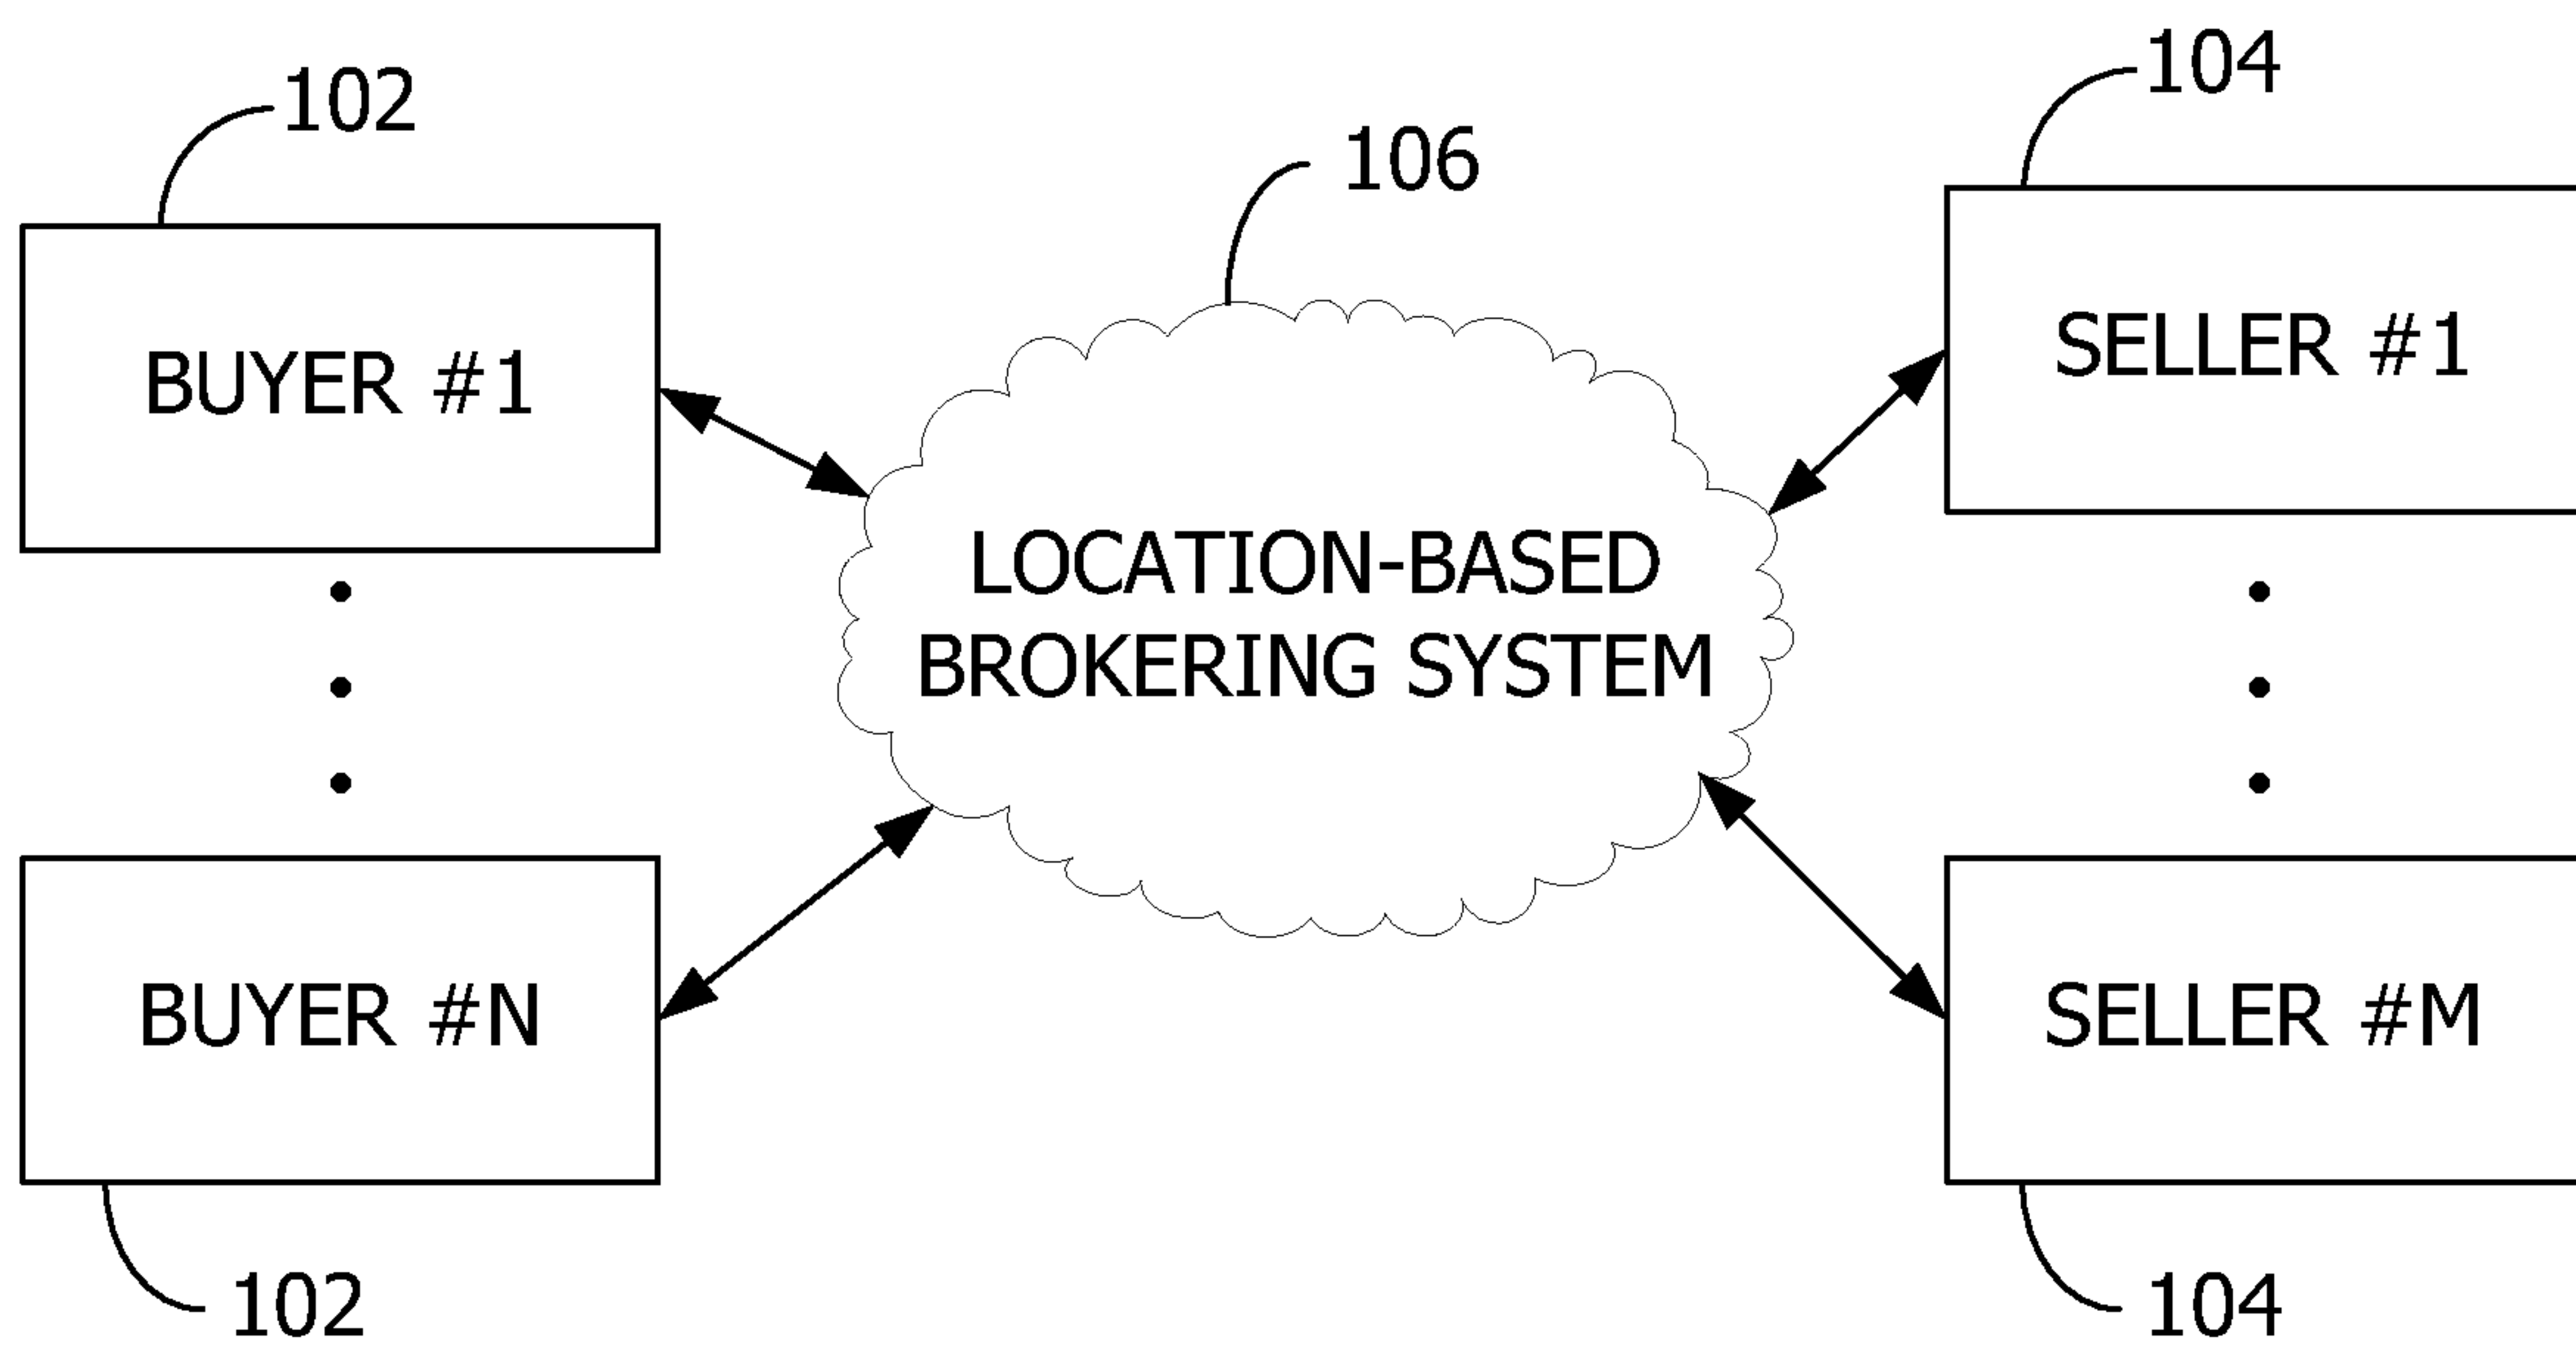 102
104
106
BUYER #1
SELLER #1
LOCATION-BASED
BROKERING SYSTEM
BUYER #N
SELLER #M
102
104